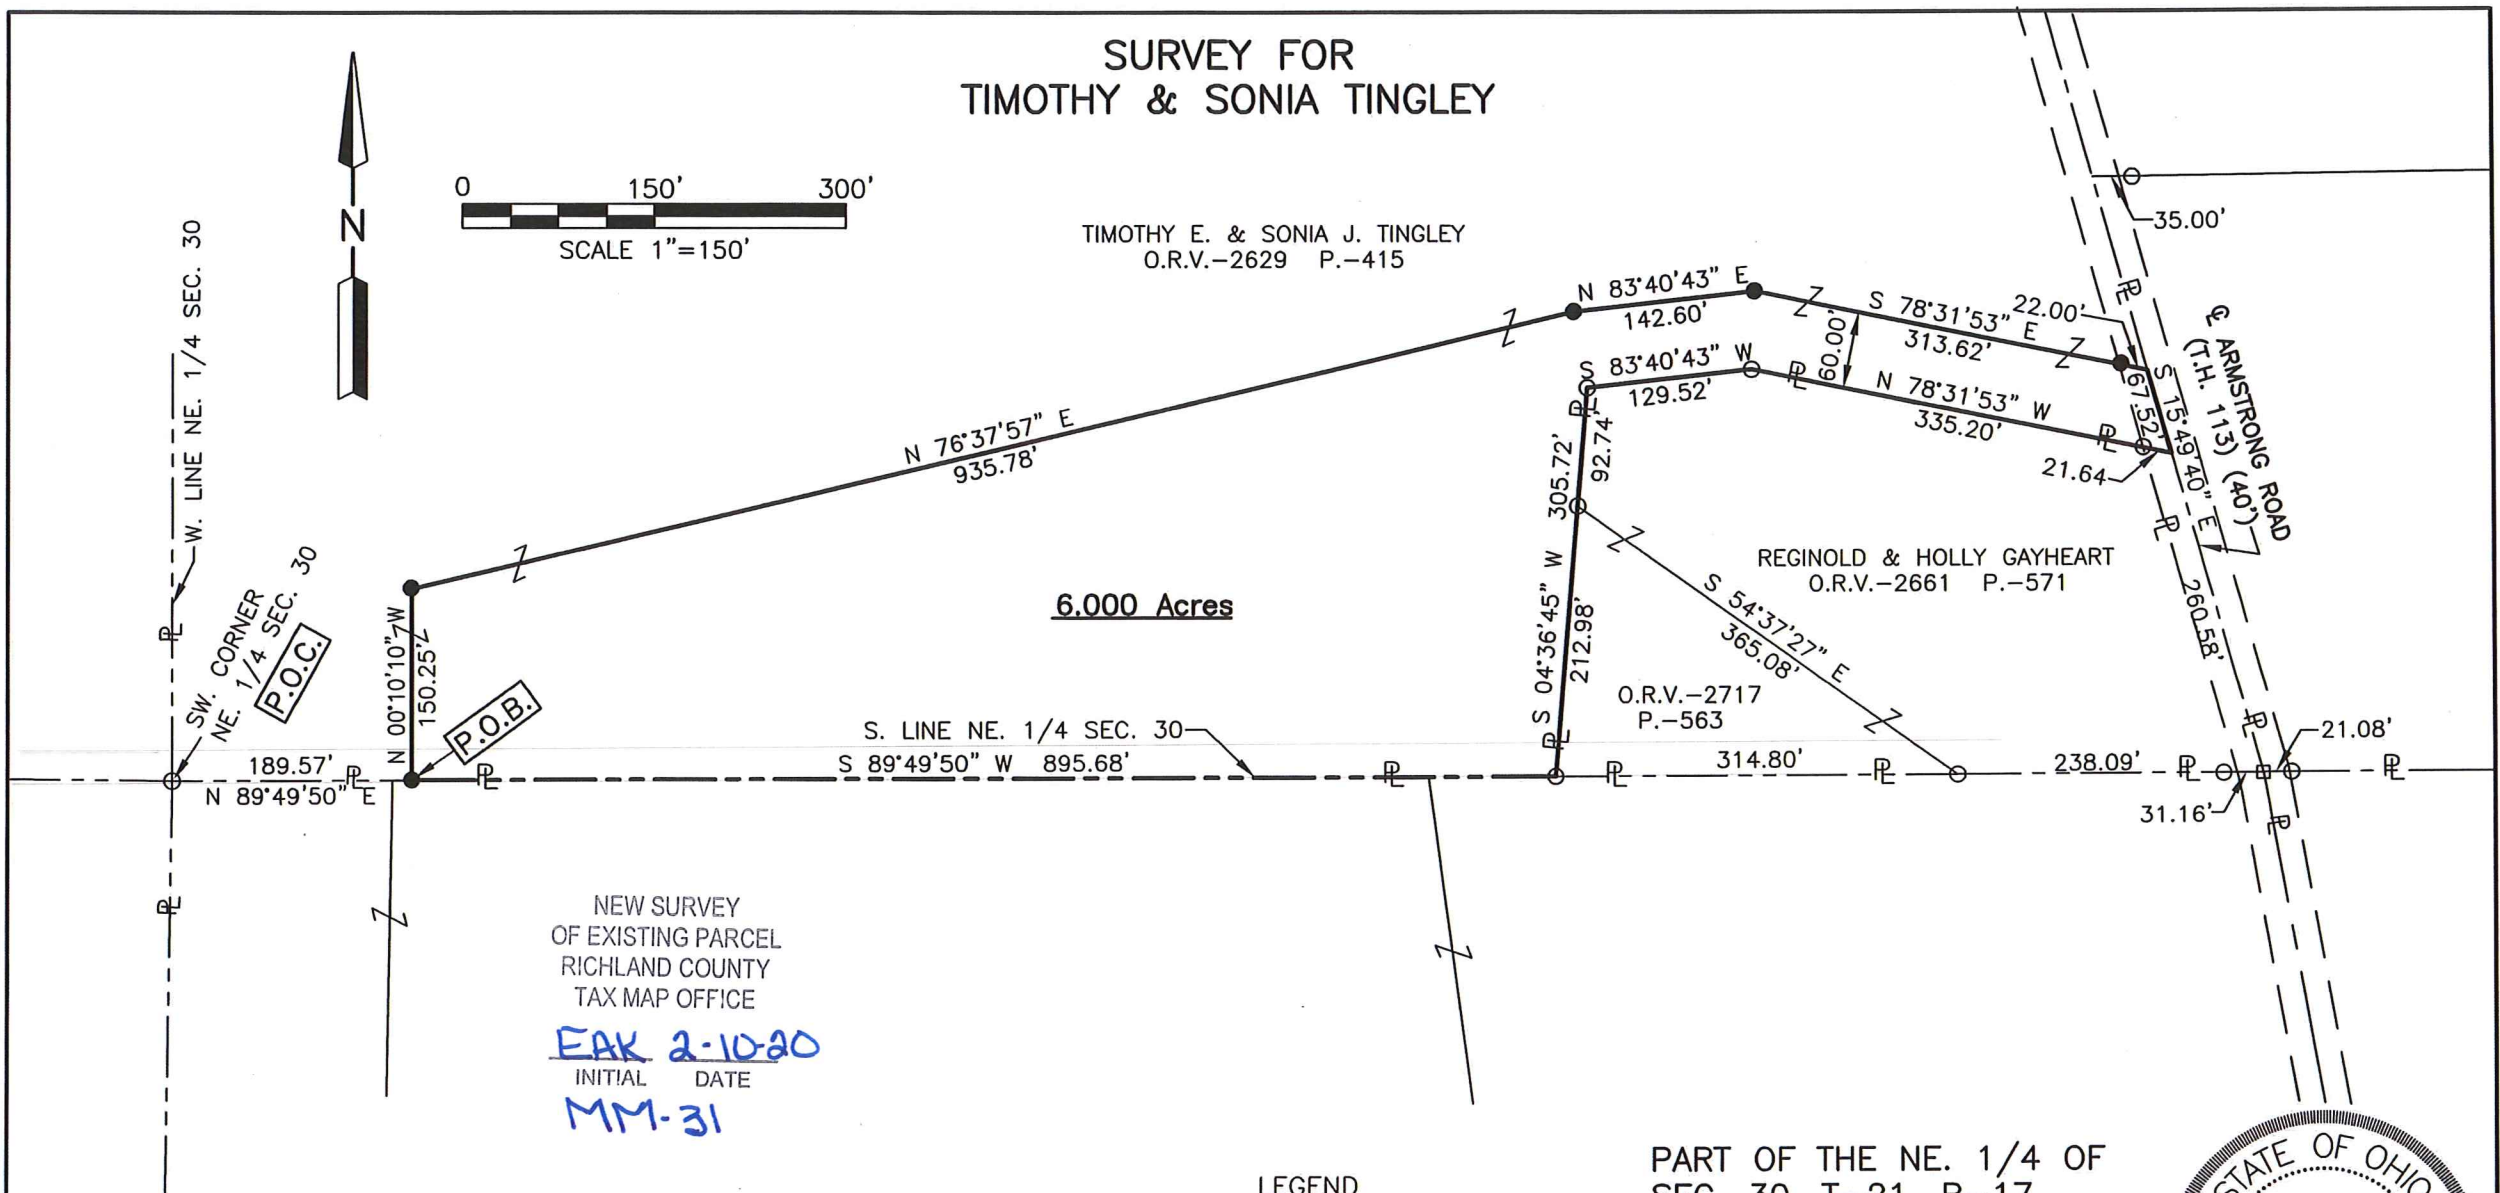 SURVEY FOR
TIMOTHY & SONIA TINGLEY
N
0 150' 300'
SCALE 1"=150'
TIMOTHY E. & SONIA J. TINGLEY
O.R.V.-2629 P.-415
35.00'
W. LINE NE. 1/4 SEC. 30
N 83°40'43" E
142.60'
S 78°31'53" E
313.62'
22.00'
60.00'
S 83°40'43" W
129.52'
N 78°31'53" W
335.20'
67.52'
S 15°49'40" E
21.64'
℄ ARMSTRONG ROAD
(T.H. 113) (40')
N 76°37'57" E
935.78'
305.72'
92.74'
S 04°36'45" W
212.98'
REGINOLD & HOLLY GAYHEART
O.R.V.-2661 P.-571
S 54°37'27" E
365.08'
260.58'
6.000 Acres
SW. CORNER
NE. 1/4 SEC. 30
P.O.C.
N 00°10'10" W
150.25'
P.O.B.
O.R.V.-2717
P.-563
S. LINE NE. 1/4 SEC. 30
189.57'
N 89°49'50" E
S 89°49'50" W 895.68'
314.80'
238.09'
21.08'
31.16'
NEW SURVEY
OF EXISTING PARCEL
RICHLAND COUNTY
TAX MAP OFFICE
EAK 2-10-20
INITIAL DATE
MM-31
LEGEND
PART OF THE NE. 1/4 OF
SEC. 30, T-21, R-17
STATE OF OHIO